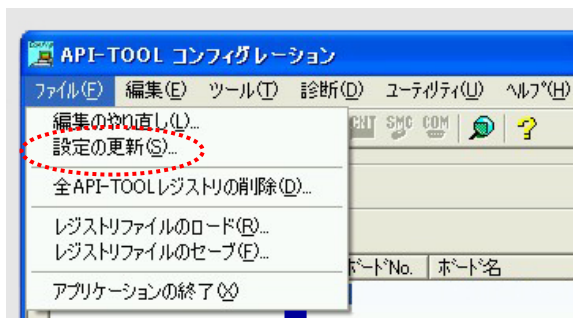 API-TOOL コンフィグレーション
ファイル(F) 編集(E) ツール(T) 診断(D) ユーティリティ(U) ヘルプ(H)
編集のやり直し(L)...
CNT SMC COM
設定の更新(S)...
全API-TOOLレジストリの削除(D)...
レジストリファイルのロード(R)...
レジストリファイルのセーブ(F)...
ボードNo. ボード名
アプリケーションの終了(X)